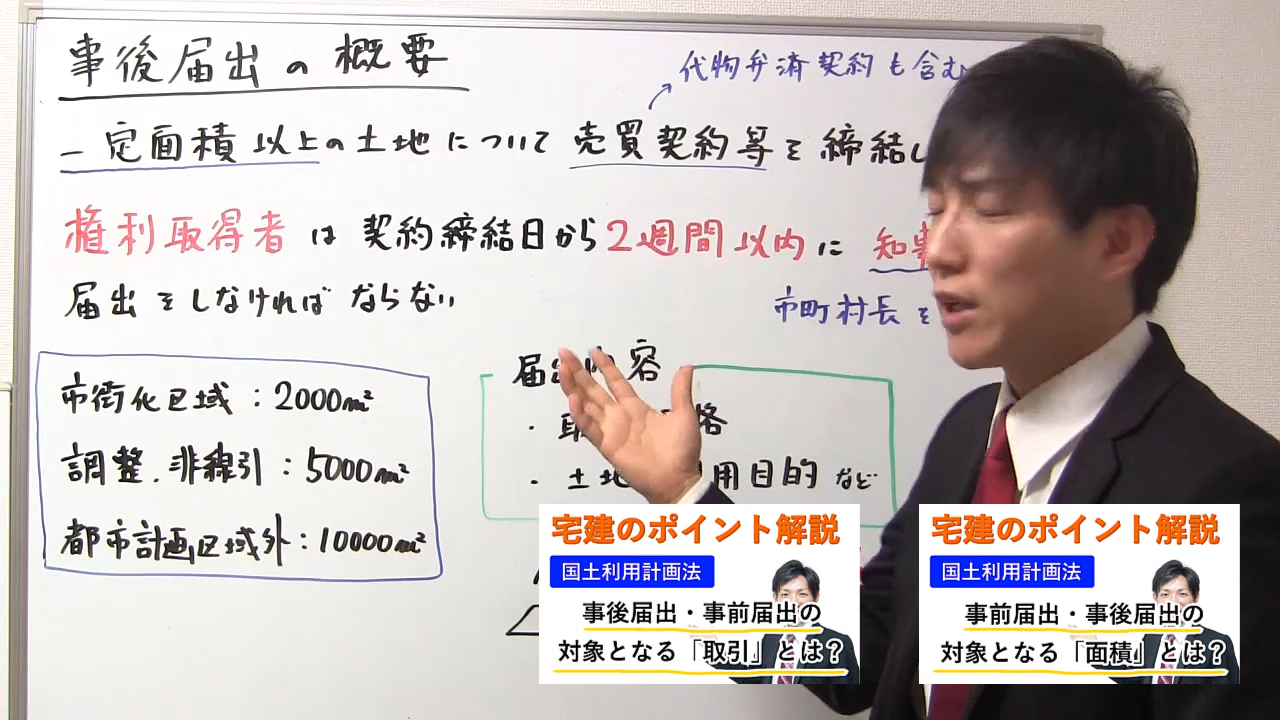 事後届出の概要
代物弁済契約も含む
一定面積以上の土地について売買契約等を締結し
権利取得者は契約締結日から2週間以内に知事
届出をしなければならない
市町村長を
市街化区域:2000m²
調整.非線引:5000m²
都市計画区域外:10000m²
届出内容
・取 格
・土地 用目的など
宅建のポイント解説
国土利用計画法
事後届出・事前届出の
対象となる「取引」とは?
宅建のポイント解説
国土利用計画法
事前届出・事後届出の
対象となる「面積」とは?